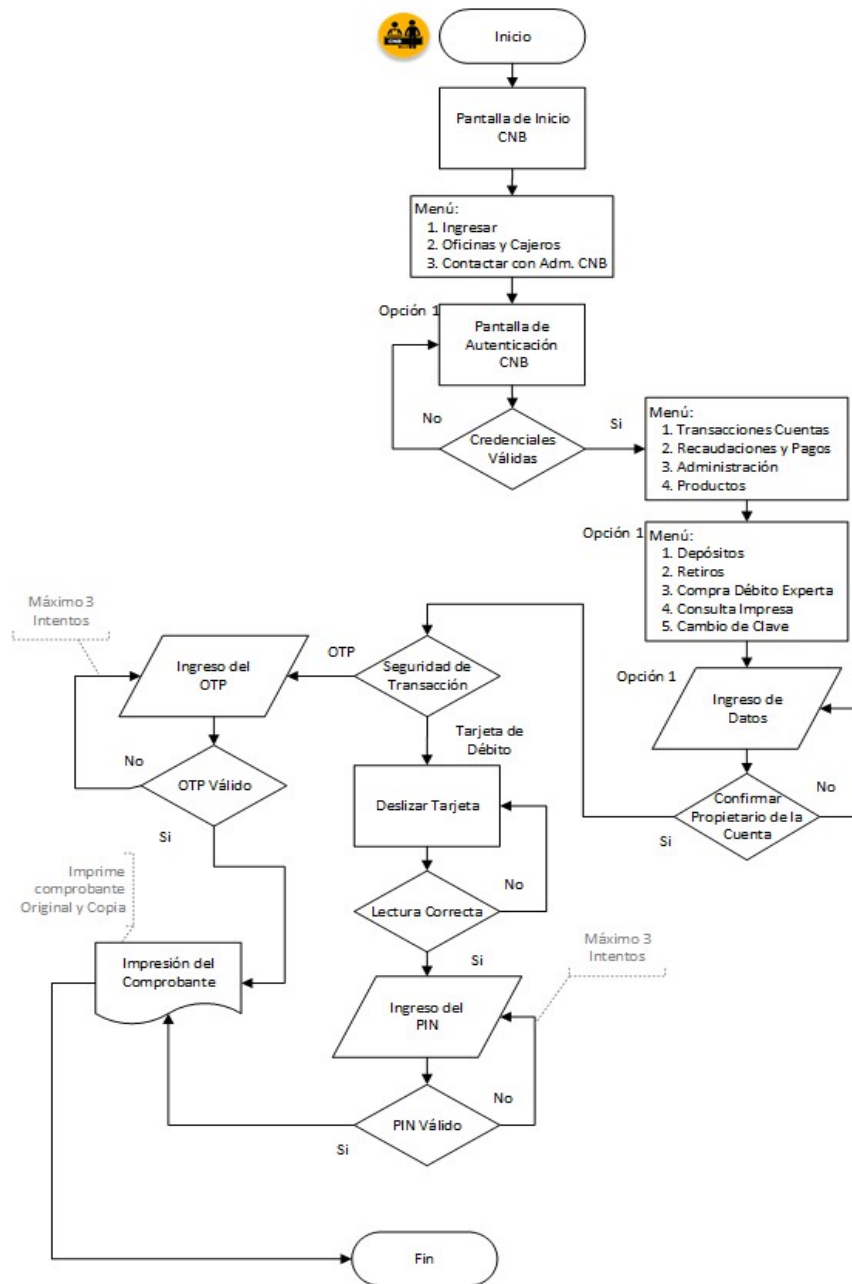 CNB
Inicio
Pantalla de Inicio
CNB
Menú:
1. Ingresar
2. Oficinas y Cajeros
3. Contactar con Adm. CNB
Opción 1
Pantalla de
Autenticación
CNB
No
Credenciales
Válidas
Si
Menú:
1. Transacciones Cuentas
2. Recaudaciones y Pagos
3. Administración
4. Productos
Opción 1
Menú:
1. Depósitos
2. Retiros
3. Compra Débito Experta
4. Consulta Impresa
5. Cambio de Clave
Opción 1
Ingreso de
Datos
Confirmar
Propietario de la
Cuenta
No
Si
Seguridad de
Transacción
OTP
Máximo 3
Intentos
Ingreso del
OTP
No
OTP Válido
Si
Tarjeta de
Débito
Deslizar Tarjeta
No
Lectura Correcta
Si
Máximo 3
Intentos
Ingreso del
PIN
No
PIN Válido
Si
Imprime
comprobante
Original y Copia
Impresión del
Comprobante
Fin